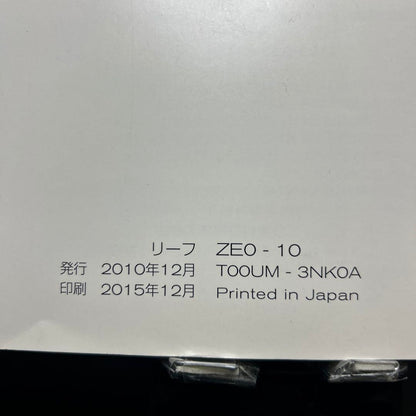 リーフ ZE0 - 10
発行 2010年12月 T00UM - 3NK0A
印刷 2015年12月 Printed in Japan